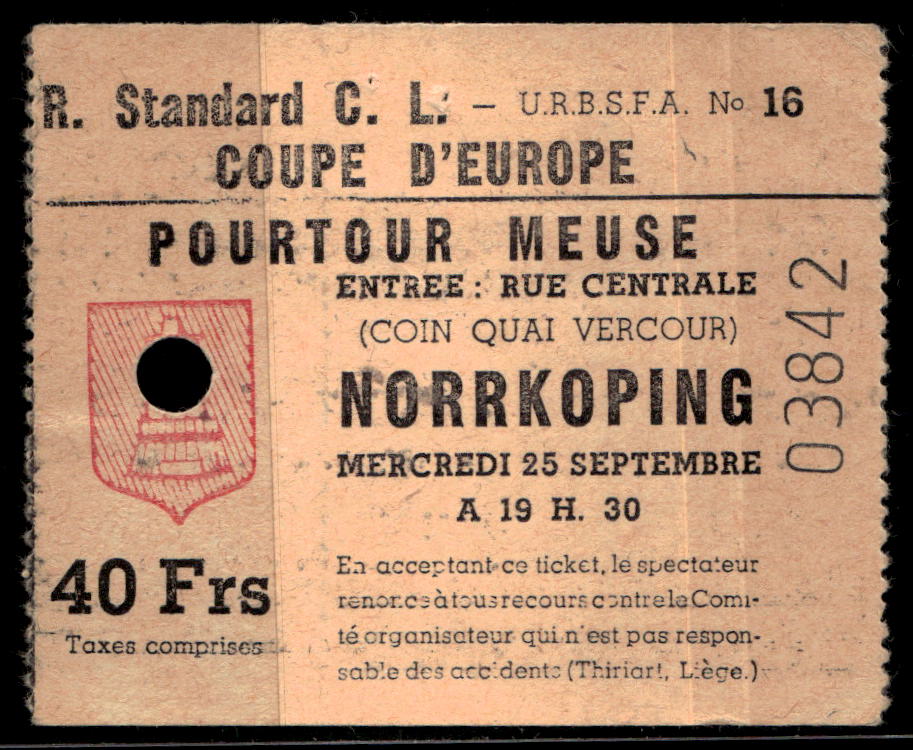 R. Standard C. L. – U.R.B.S.F.A. No 16
COUPE D'EUROPE
POURTOUR MEUSE
ENTREE : RUE CENTRALE
(COIN QUAI VERCOUR)
NORRKOPING
MERCREDI 25 SEPTEMBRE
A 19 H. 30
03842
40 Frs
Taxes comprises
En acceptant ce ticket, le spectateur
renonce à tous recours contre le Comi-
té organisateur qui n'est pas respon-
sable des accidents (Thiriart, Liège.)